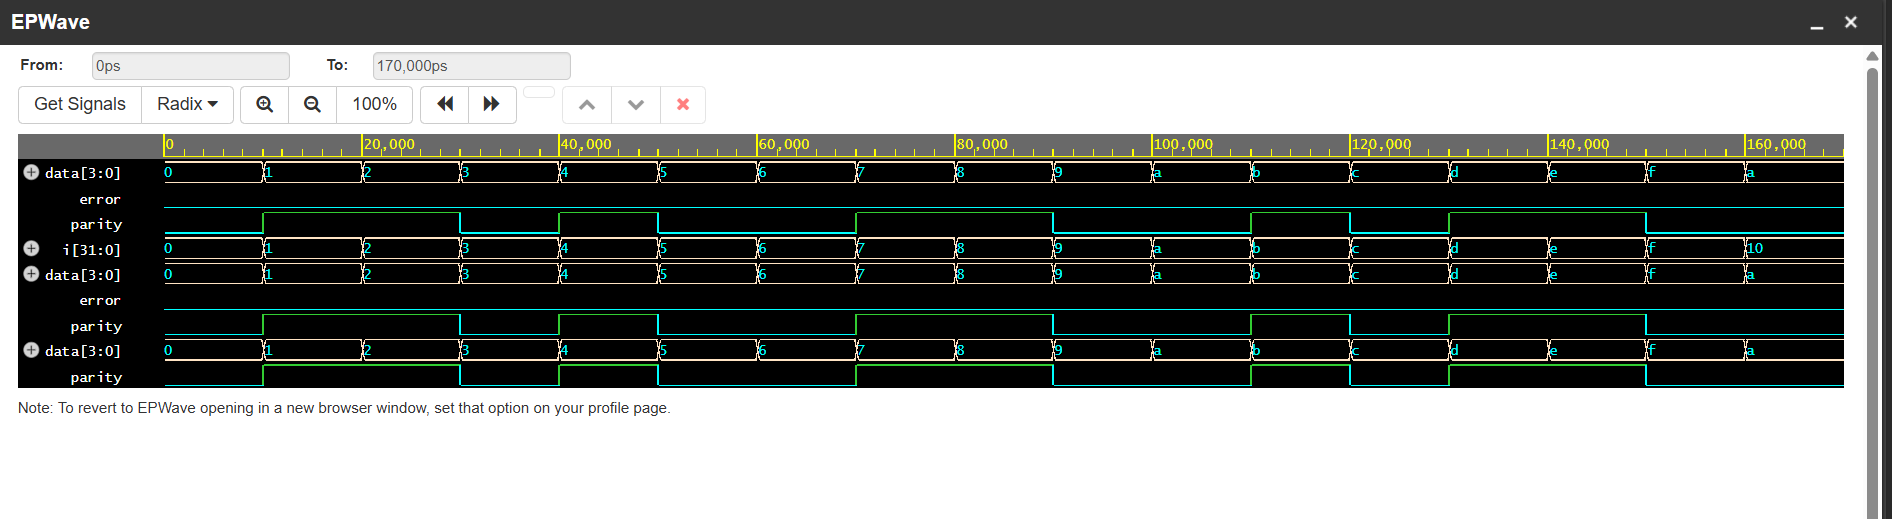 EPWave
From: 0ps To: 170,000ps
Get Signals Radix 100%
0 20,000 40,000 60,000 80,000 100,000 120,000 140,000 160,000
data[3:0] 0 1 2 3 4 5 6 7 8 9 a b c d e f a
error
parity
i[31:0] 0 1 2 3 4 5 6 7 8 9 a b c d e f 10
data[3:0] 0 1 2 3 4 5 6 7 8 9 a b c d e f a
error
parity
data[3:0] 0 1 2 3 4 5 6 7 8 9 a b c d e f a
parity
Note: To revert to EPWave opening in a new browser window, set that option on your profile page.